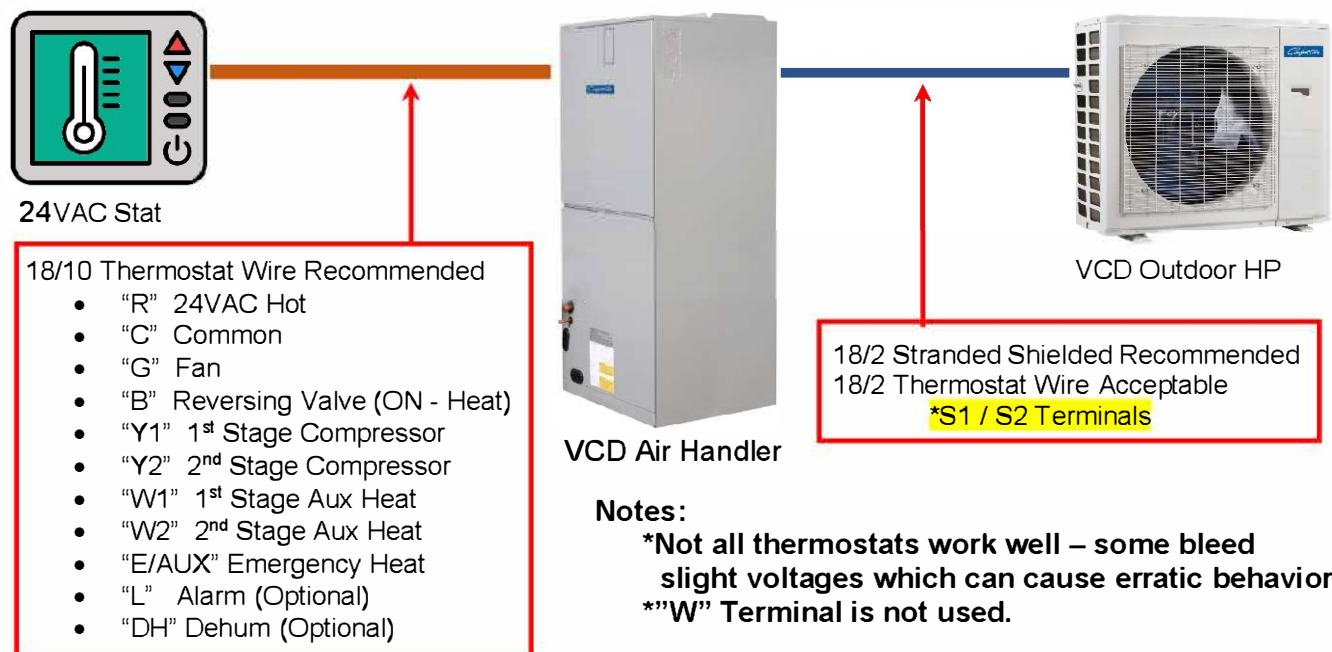 24VAC Stat
18/10 Thermostat Wire Recommended
• “R” 24VAC Hot
• “C” Common
• “G” Fan
• “B” Reversing Valve (ON - Heat)
• “Y1” 1st Stage Compressor
• “Y2” 2nd Stage Compressor
• “W1” 1st Stage Aux Heat
• “W2” 2nd Stage Aux Heat
• “E/AUX” Emergency Heat
• “L” Alarm (Optional)
• “DH” Dehum (Optional)
VCD Air Handler
ComfortAire
VCD Outdoor HP
18/2 Stranded Shielded Recommended
18/2 Thermostat Wire Acceptable
*S1 / S2 Terminals
Notes:
*Not all thermostats work well – some bleed
slight voltages which can cause erratic behavior
*”W” Terminal is not used.